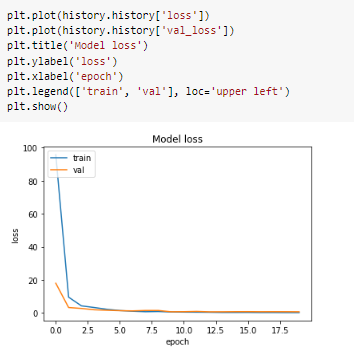 plt.plot(history.history['loss'])
plt.plot(history.history['val_loss'])
plt.title('Model loss')
plt.ylabel('loss')
plt.xlabel('epoch')
plt.legend(['train', 'val'], loc='upper left')
plt.show()
Model loss
train
val
100
80
60
40
20
0
loss
0.0 2.5 5.0 7.5 10.0 12.5 15.0 17.5
epoch